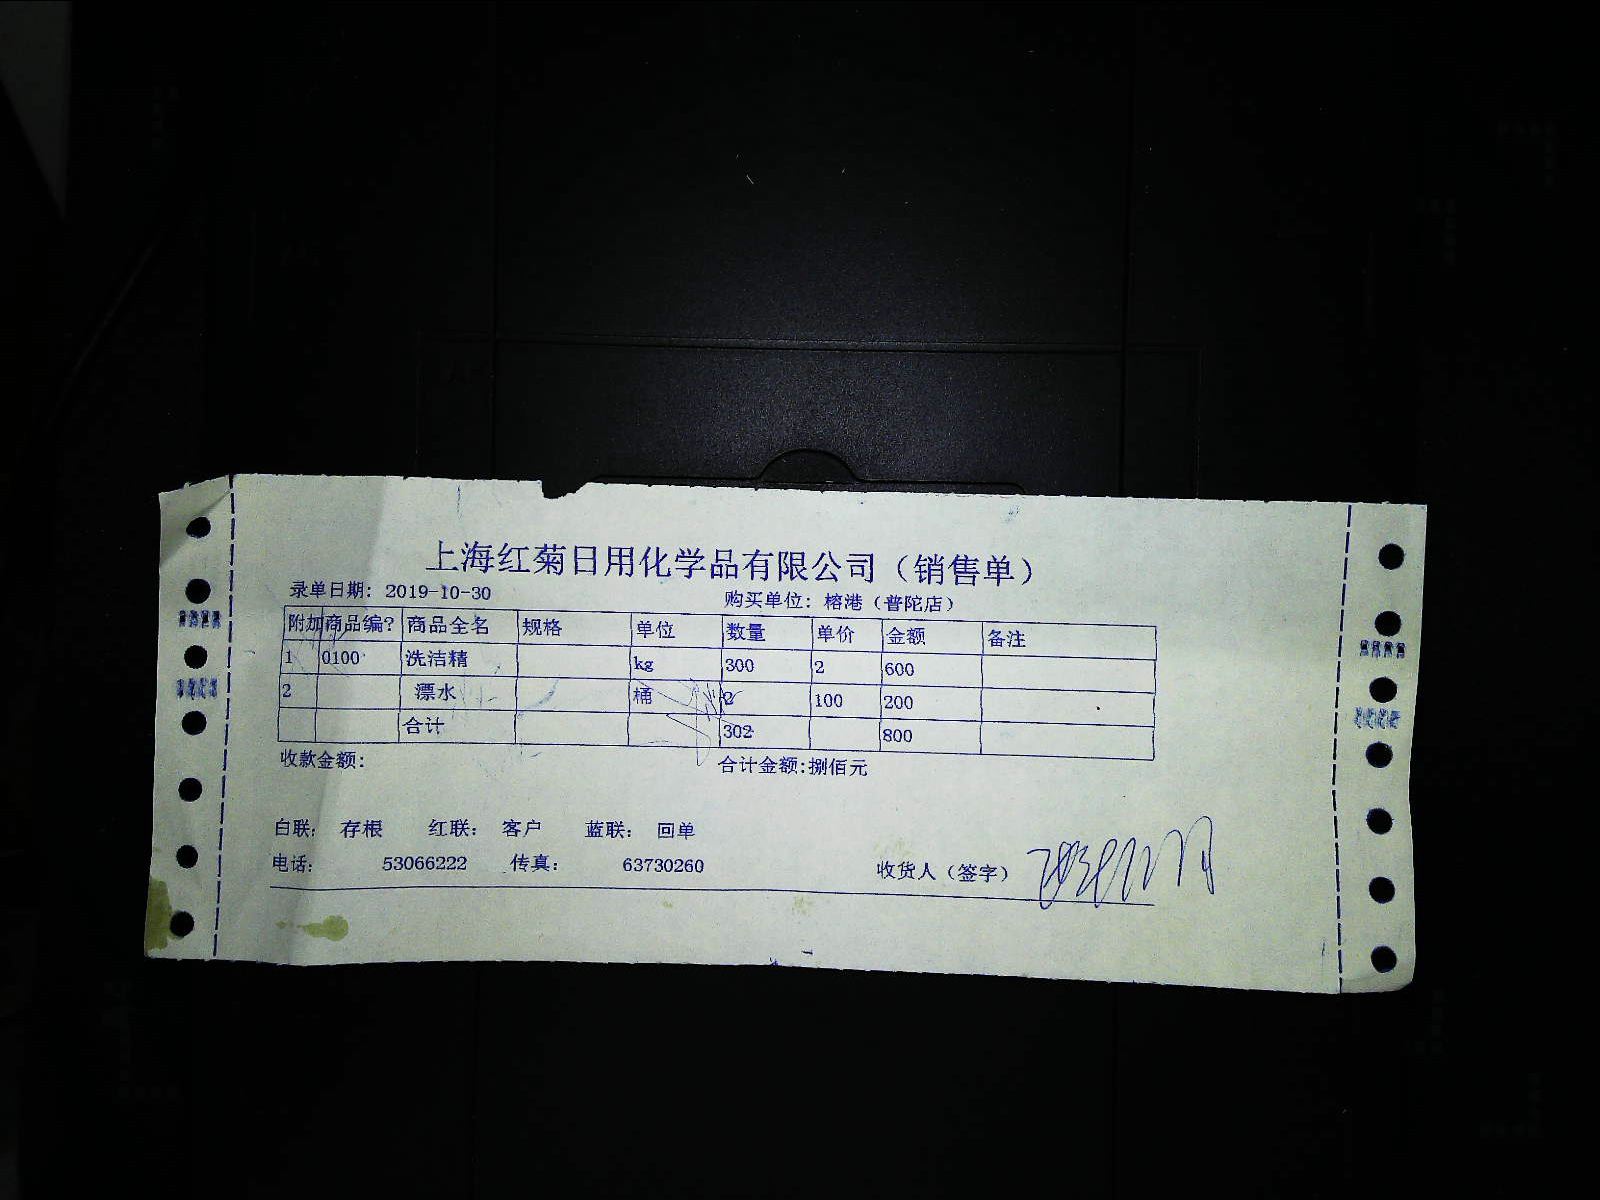 上海红菊日用化学品有限公司（销售单）
录单日期: 2019-10-30 购买单位: 榕港（普陀店）
附加 商品编? 商品全名 规格 单位 数量 单价 金额 备注
1 0100 洗洁精 kg 300 2 600
2 漂水 桶 2 100 200
合计 302 800
收款金额: 合计金额:捌佰元
白联: 存根 红联: 客户 蓝联: 回单
电话: 53066222 传真: 63730260 收货人（签字）